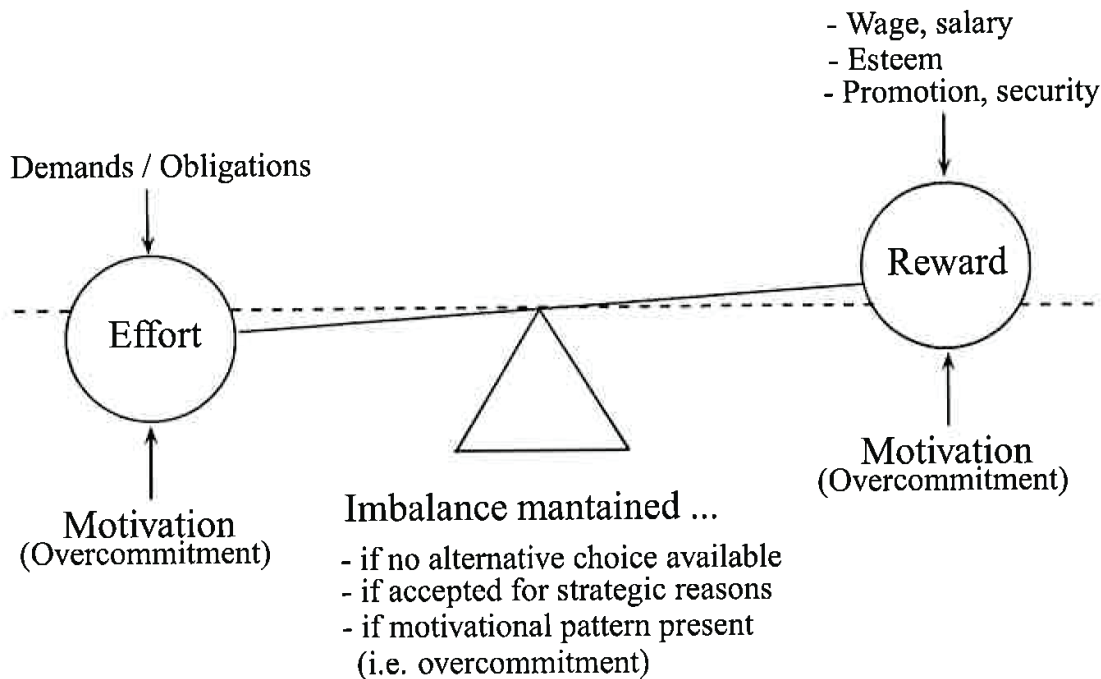 - Wage, salary
- Esteem
- Promotion, security
Demands / Obligations
Reward
Effort
Motivation
(Overcommitment)
Motivation
(Overcommitment)
Imbalance mantained ...
- if no alternative choice available
- if accepted for strategic reasons
- if motivational pattern present
(i.e. overcommitment)